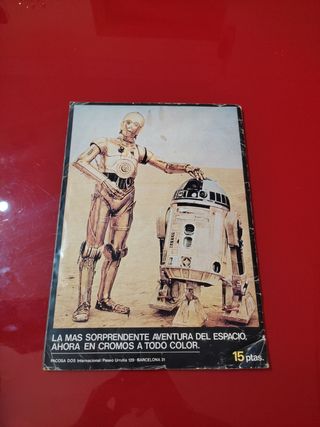 LA MAS SORPRENDENTE AVENTURA DEL ESPACIO,
AHORA EN CROMOS A TODO COLOR.
PACOSA DOS Internacional Paseo Urrutia 129 · BARCELONA 31
15 ptas.